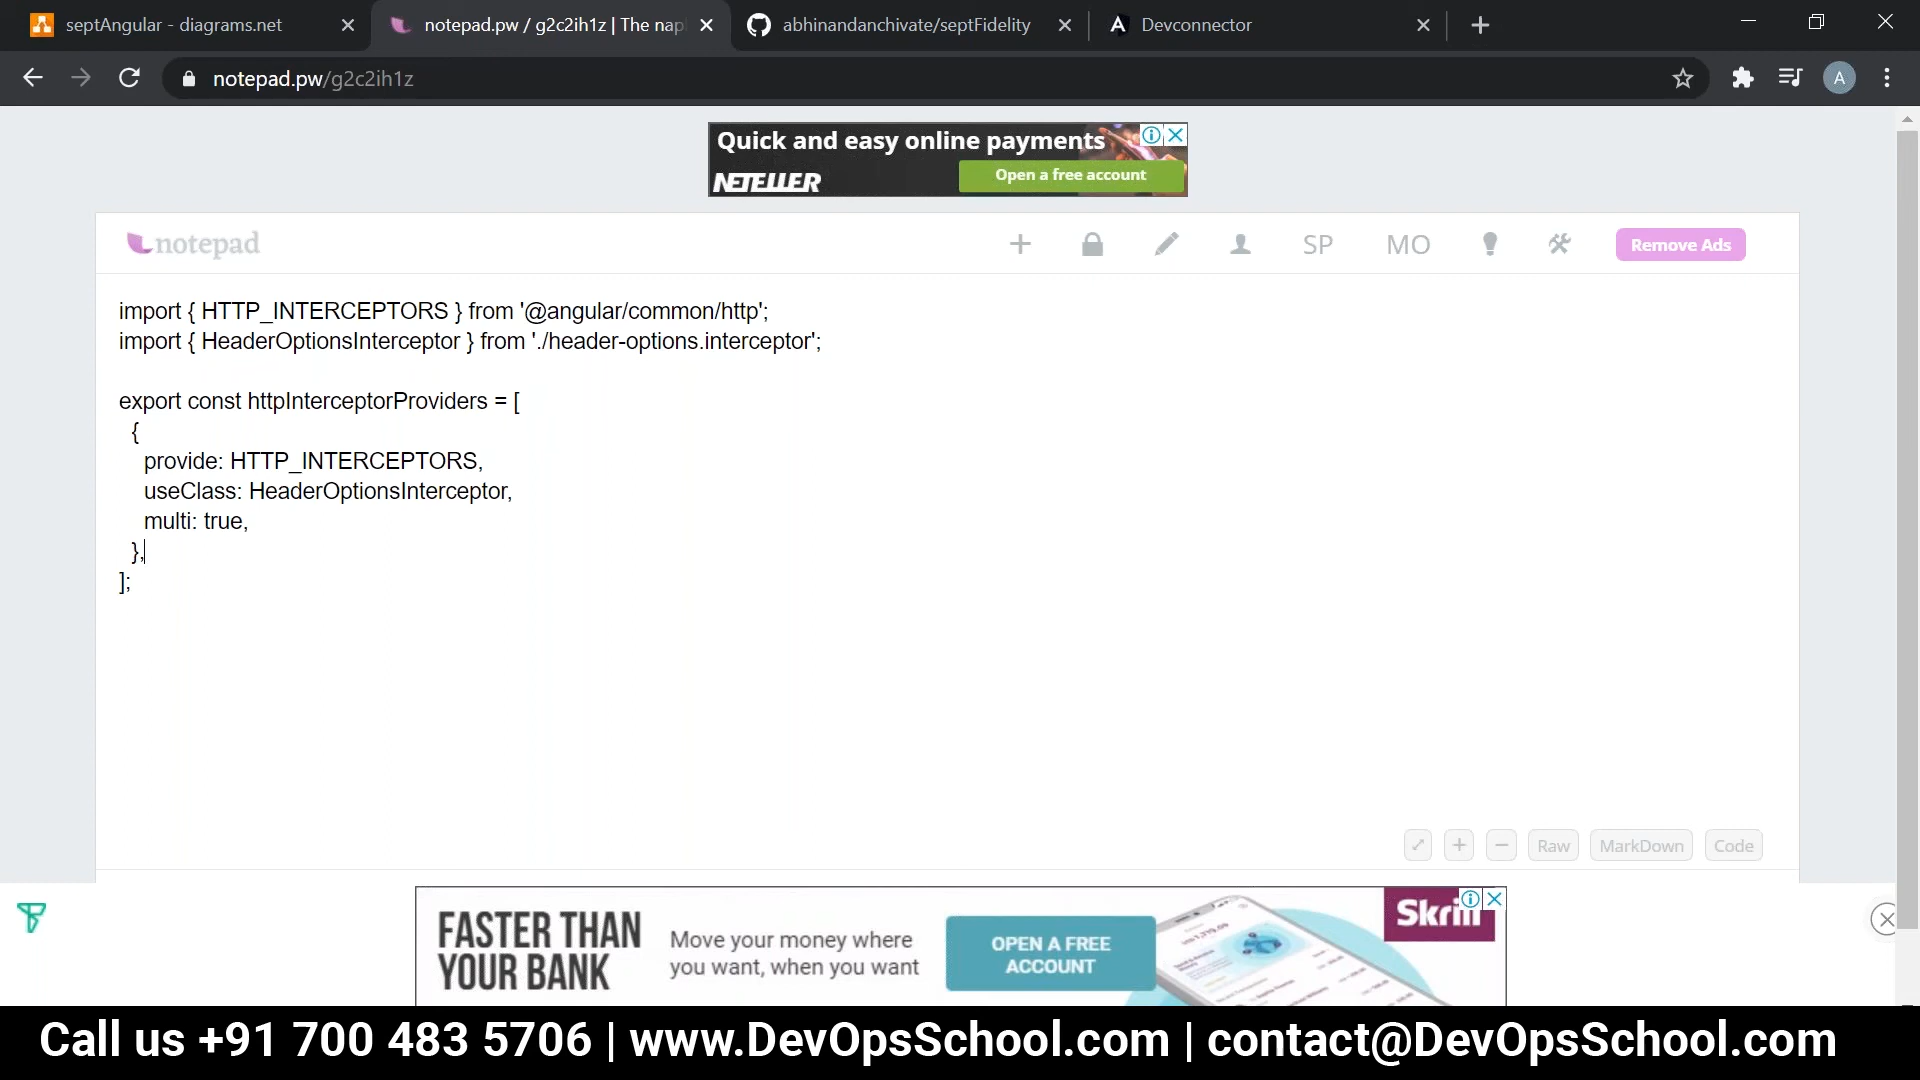 septAngular - diagrams.net
notepad.pw / g2c2ih1z | The nap
abhinandanchivate/septFidelity
Devconnector
notepad.pw/g2c2ih1z
A
Quick and easy online payments
NETELLER
Open a free account
notepad
SP
MO
Remove Ads
import { HTTP_INTERCEPTORS } from '@angular/common/http';
import { HeaderOptionsInterceptor } from './header-options.interceptor';
export const httpInterceptorProviders = [
{
provide: HTTP_INTERCEPTORS,
useClass: HeaderOptionsInterceptor,
multi: true,
},
];
Raw
MarkDown
Code
FASTER THAN
YOUR BANK
Move your money where
you want, when you want
OPEN A FREE
ACCOUNT
Skrill
Call us +91 700 483 5706 | www.DevOpsSchool.com | contact@DevOpsSchool.com